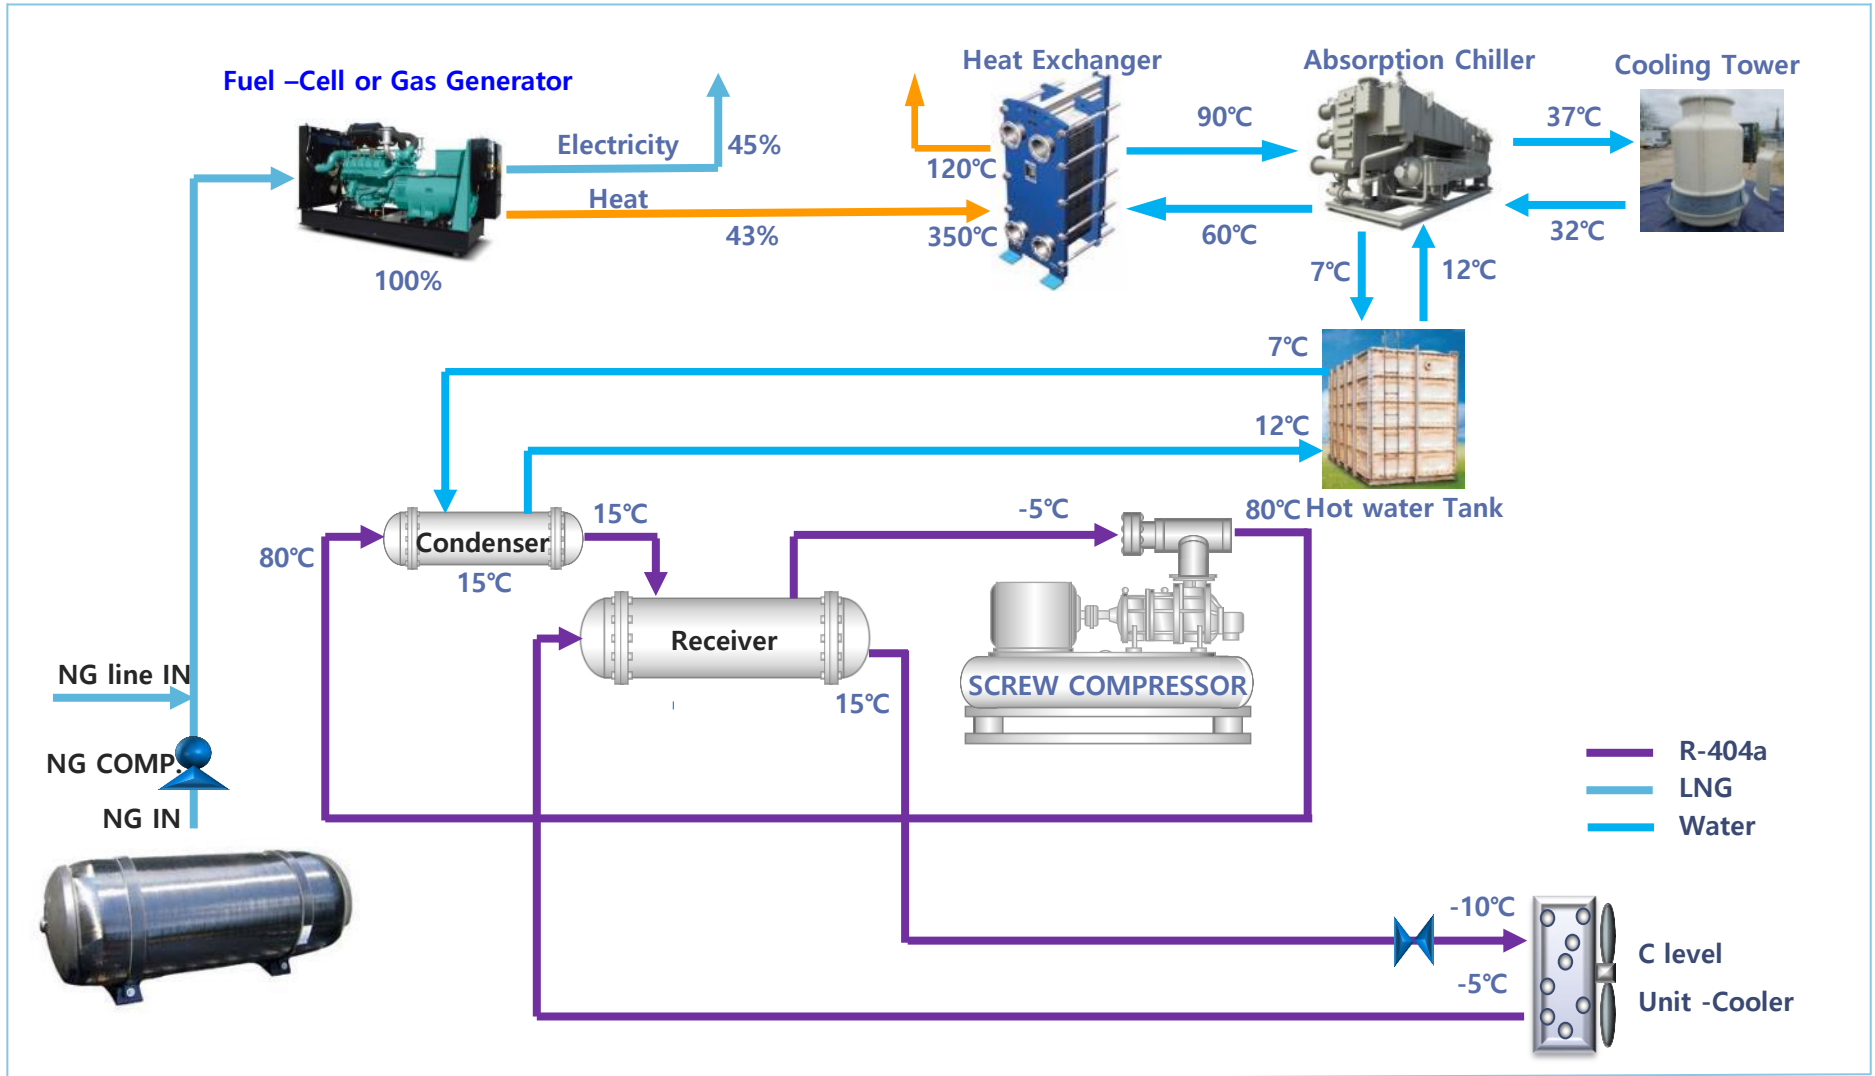 Fuel –Cell or Gas Generator
Heat Exchanger
Absorption Chiller
Cooling Tower
Electricity
45%
Heat
43%
100%
120℃
350℃
90℃
60℃
37℃
32℃
7℃
12℃
7℃
12℃
Hot water Tank
80℃
Condenser
15℃
15℃
-5℃
80℃
Receiver
15℃
SCREW COMPRESSOR
NG line IN
NG COMP.
NG IN
R-404a
LNG
Water
-10℃
-5℃
C level
Unit -Cooler